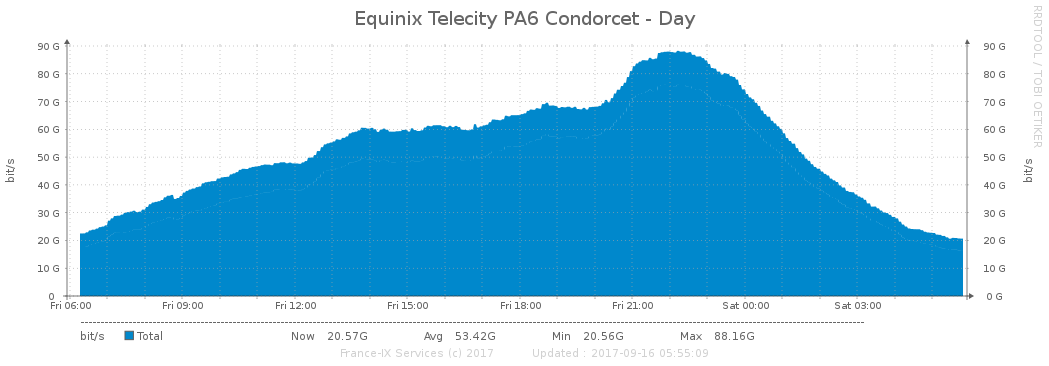 Equinix Telecity PA6 Condorcet - Day
RRDTOOL / TOBI OETIKER
90 G 90 G
80 G 80 G
70 G 70 G
60 G 60 G
50 G 50 G
40 G 40 G
30 G 30 G
20 G 20 G
10 G 10 G
0 0 G
bit/s bit/s
Fri 06:00 Fri 09:00 Fri 12:00 Fri 15:00 Fri 18:00 Fri 21:00 Sat 00:00 Sat 03:00
bit/s Total Now 20.57G Avg 53.42G Min 20.56G Max 88.16G
France-IX Services (c) 2017 Updated : 2017-09-16 05:55:09